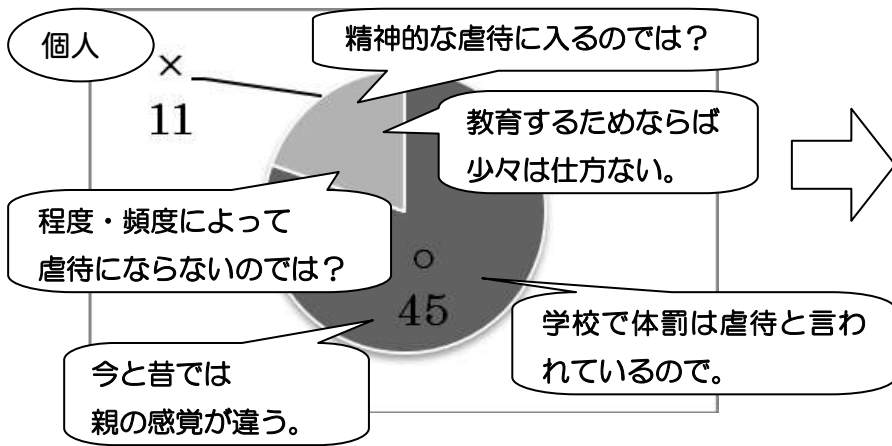 個人
精神的な虐待に入るのでは？
×
11
教育するためならば
少々は仕方ない。
程度・頻度によって
虐待にならないのでは？
○
45
学校で体罰は虐待と言わ
れているので。
今と昔では
親の感覚が違う。